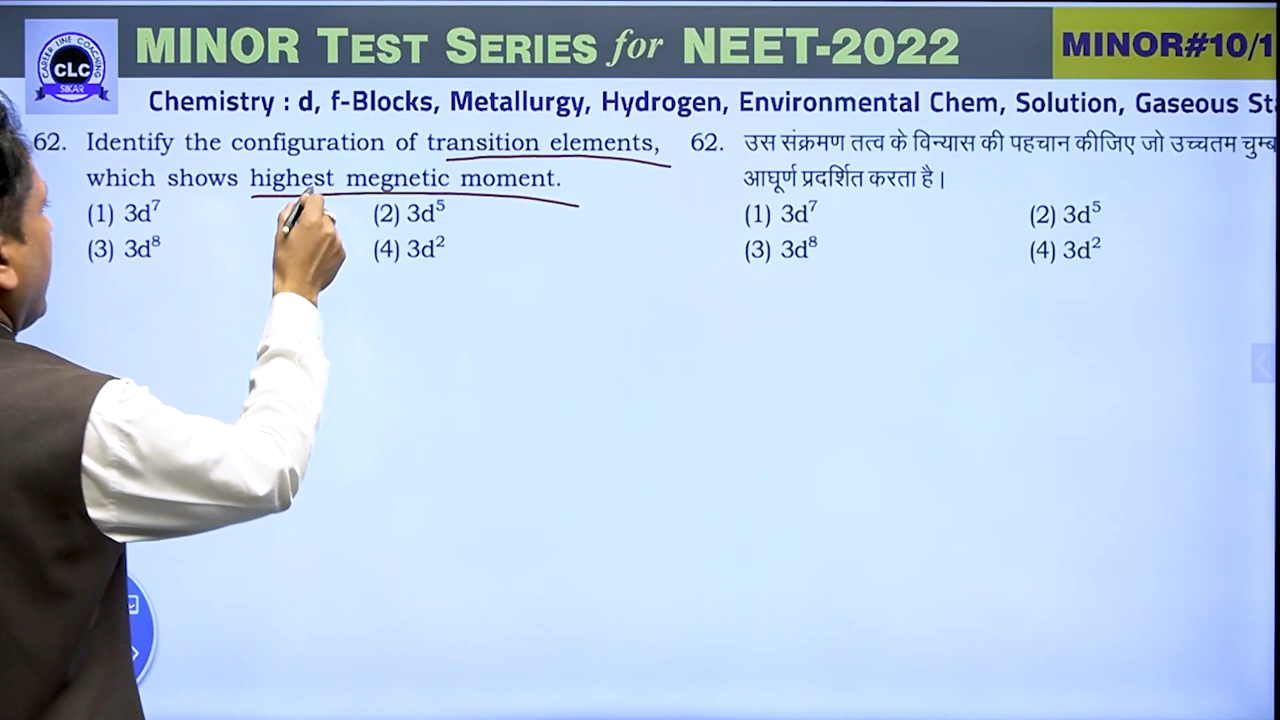 MINOR TEST SERIES for NEET-2022
MINOR#10/1
CAREER LINE COACHING
CLC
SIKAR
Chemistry : d, f-Blocks, Metallurgy, Hydrogen, Environmental Chem, Solution, Gaseous St
62. Identify the configuration of transition elements,
which shows highest megnetic moment.
(1) 3d⁷ (2) 3d⁵
(3) 3d⁸ (4) 3d²
62. उस संक्रमण तत्व के विन्यास की पहचान कीजिए जो उच्चतम चुम्ब
आघूर्ण प्रदर्शित करता है।
(1) 3d⁷ (2) 3d⁵
(3) 3d⁸ (4) 3d²